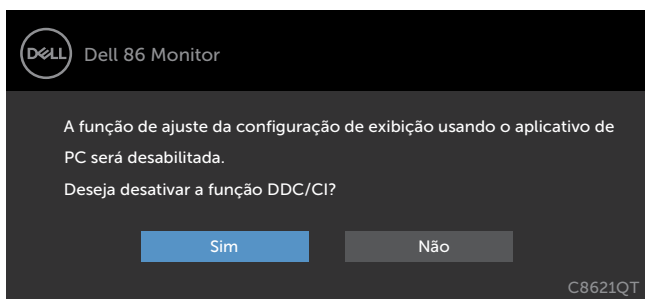 DELL
Dell 86 Monitor
A função de ajuste da configuração de exibição usando o aplicativo de
PC será desabilitada.
Deseja desativar a função DDC/CI?
Sim Não
C8621QT